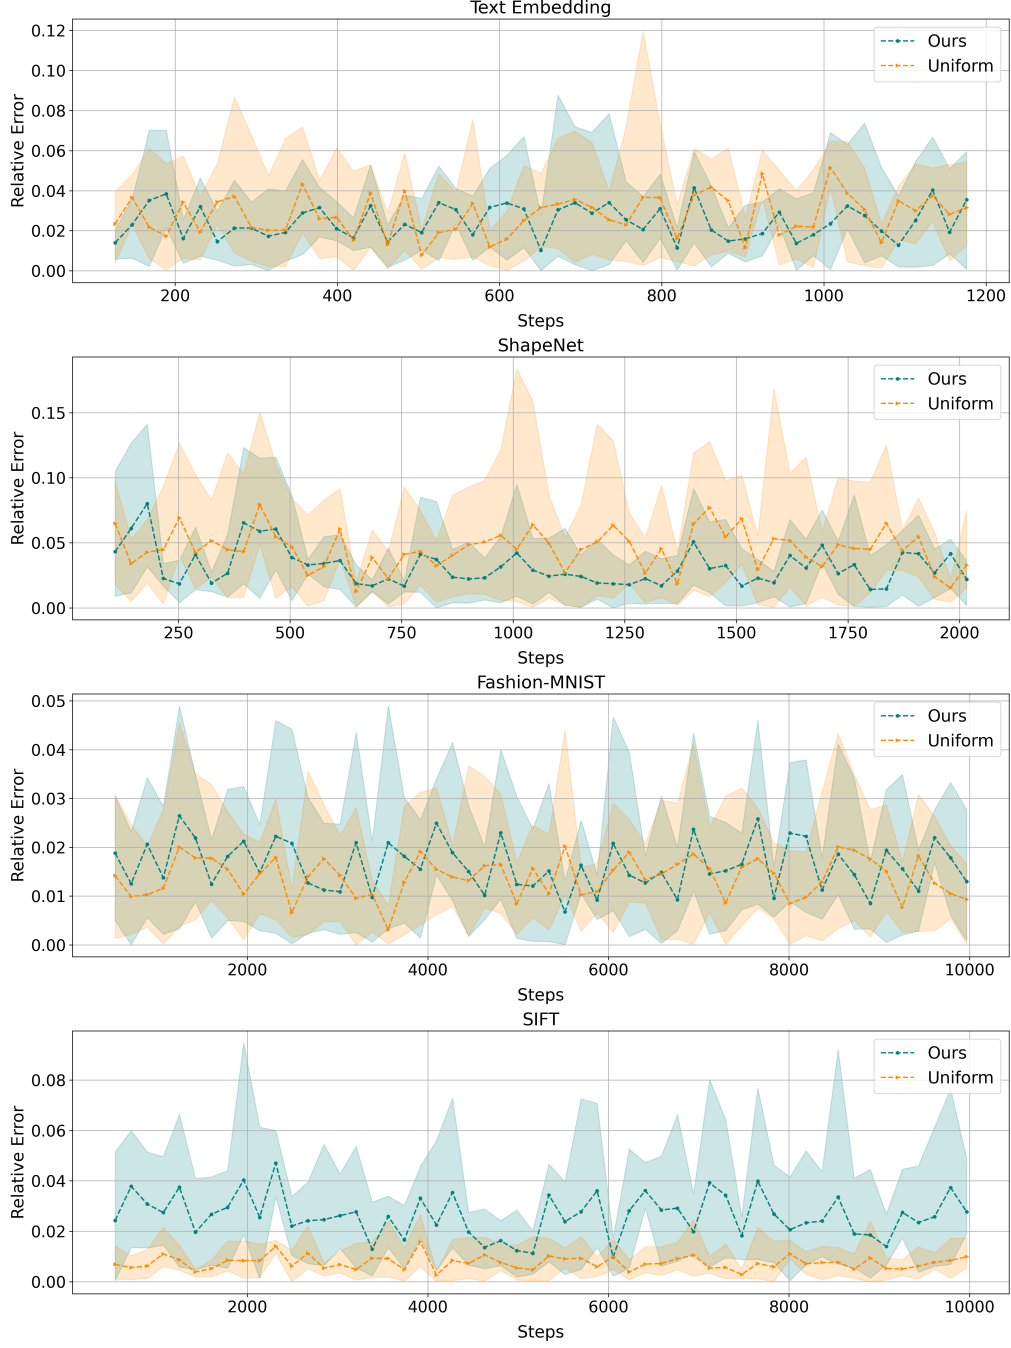 Text Embedding
0.12
0.10
0.08
0.06
0.04
0.02
0.00
Relative Error
Ours
Uniform
200 400 600 800 1000 1200
Steps
ShapeNet
0.15
0.10
0.05
0.00
Relative Error
Ours
Uniform
250 500 750 1000 1250 1500 1750 2000
Steps
Fashion-MNIST
0.05
0.04
0.03
0.02
0.01
0.00
Relative Error
Ours
Uniform
2000 4000 6000 8000 10000
Steps
SIFT
0.08
0.06
0.04
0.02
0.00
Relative Error
Ours
Uniform
2000 4000 6000 8000 10000
Steps